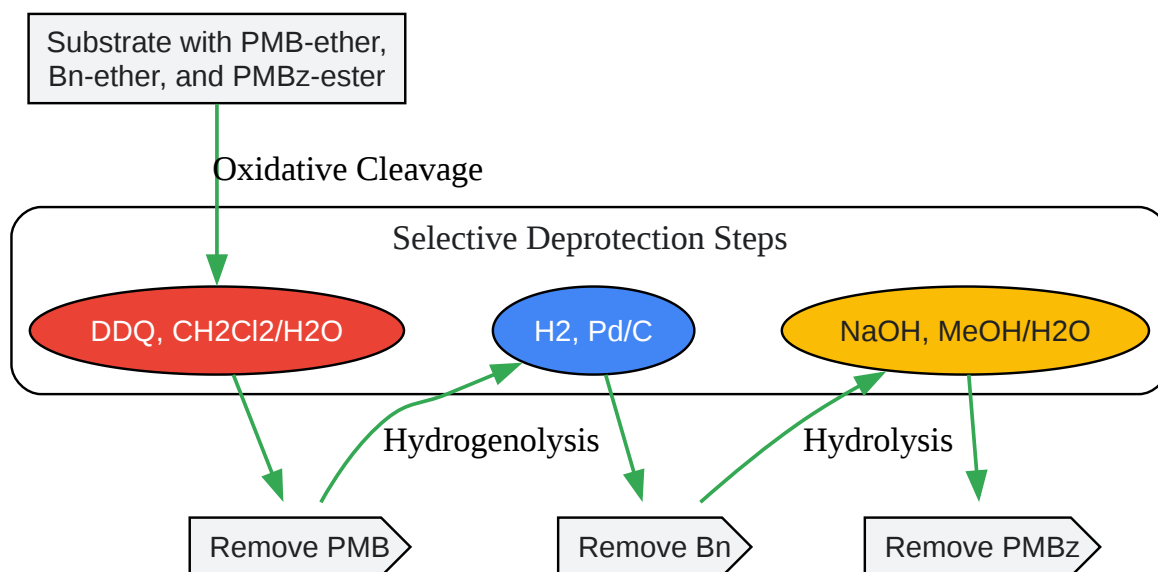 Substrate with PMB-ether,
Bn-ether, and PMBz-ester
Oxidative Cleavage
Selective Deprotection Steps
DDQ, CH2Cl2/H2O
H2, Pd/C
NaOH, MeOH/H2O
Hydrogenolysis
Hydrolysis
Remove PMB
Remove Bn
Remove PMBz